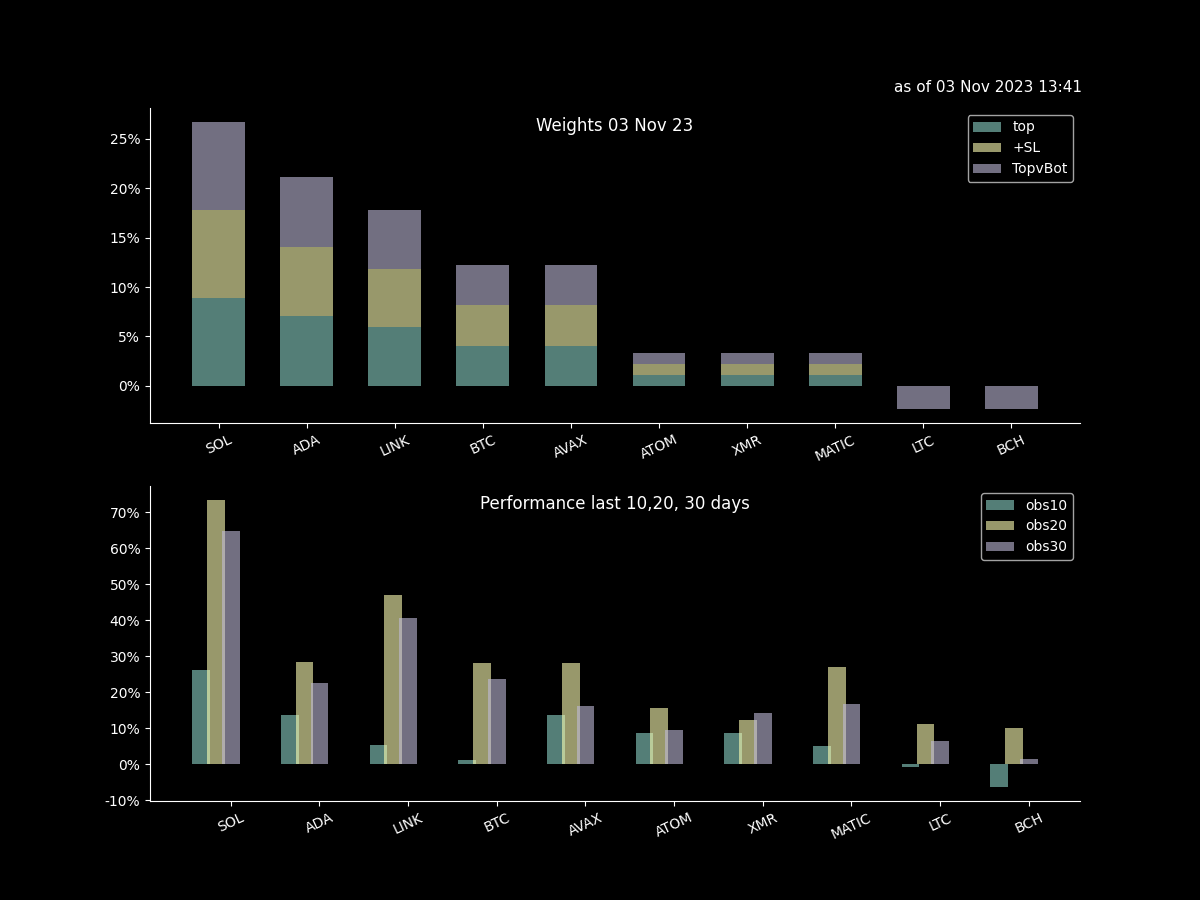 as of 03 Nov 2023 13:41
Weights 03 Nov 23
top
+SL
TopvBot
25%
20%
15%
10%
5%
0%
SOL ADA LINK BTC AVAX ATOM XMR MATIC LTC BCH
Performance last 10,20, 30 days
obs10
obs20
obs30
70%
60%
50%
40%
30%
20%
10%
0%
-10%
SOL ADA LINK BTC AVAX ATOM XMR MATIC LTC BCH